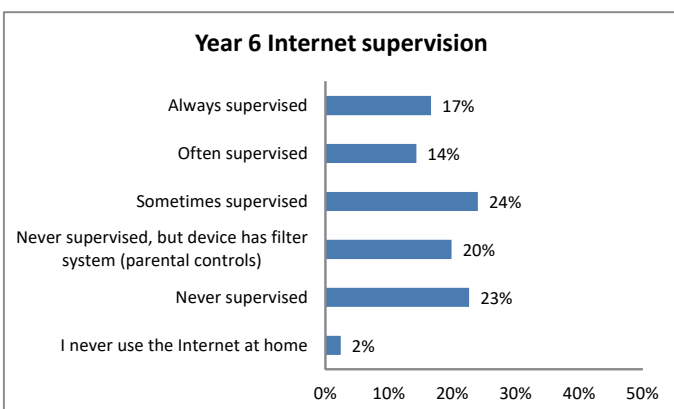 Year 6 Internet supervision
Always supervised 17%
Often supervised 14%
Sometimes supervised 24%
Never supervised, but device has filter
system (parental controls) 20%
Never supervised 23%
I never use the Internet at home 2%
0% 10% 20% 30% 40% 50%